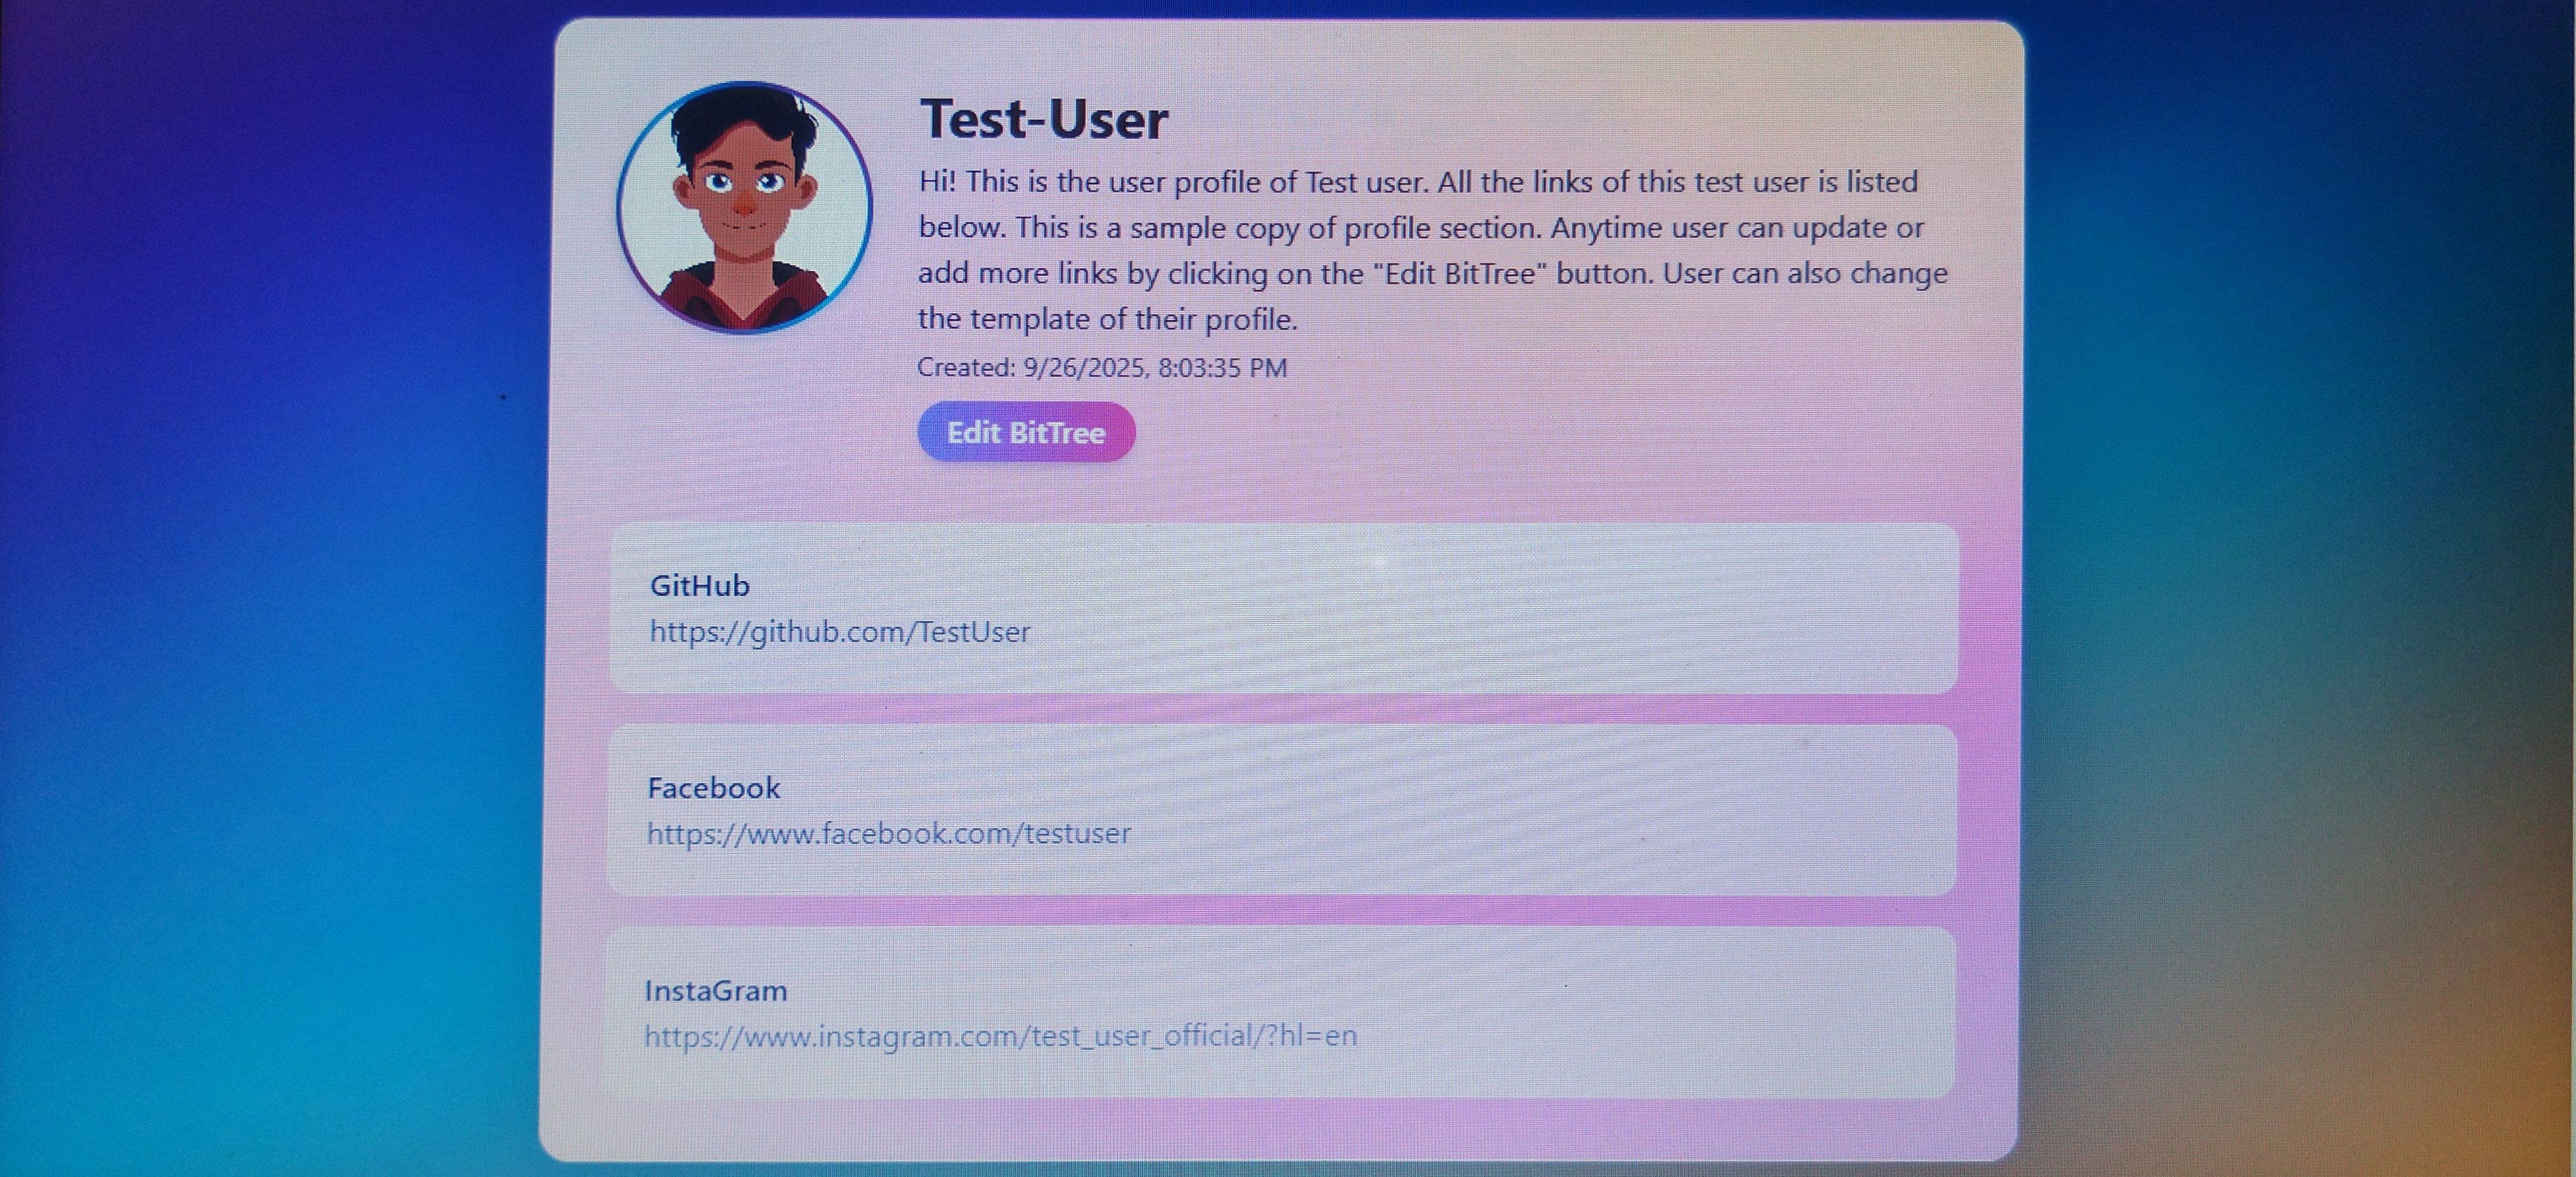 Test-User
Hi! This is the user profile of Test user. All the links of this test user is listed
below. This is a sample copy of profile section. Anytime user can update or
add more links by clicking on the "Edit BitTree" button. User can also change
the template of their profile.
Created: 9/26/2025, 8:03:35 PM
Edit BitTree
GitHub
https://github.com/TestUser
Facebook
https://www.facebook.com/testuser
InstaGram
https://www.instagram.com/test_user_official/?hl=en